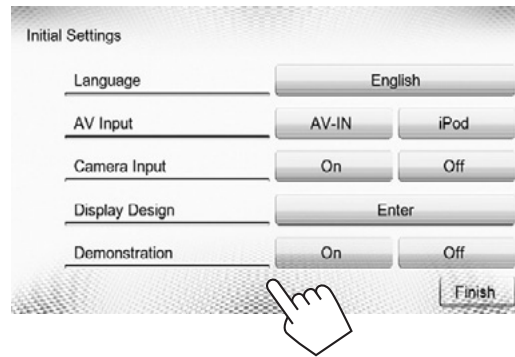 Initial Settings
Language English
AV Input AV-IN iPod
Camera Input On Off
Display Design Enter
Demonstration On Off
Finish